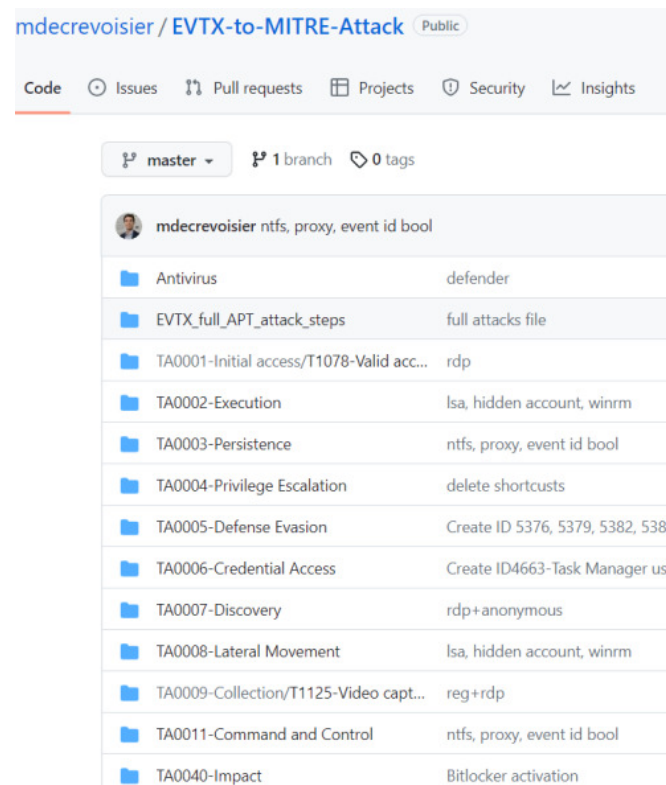 mdecrevoisier / EVTX-to-MITRE-Attack Public
Code Issues Pull requests Projects Security Insights
master 1 branch 0 tags
mdecrevoisier ntfs, proxy, event id bool
Antivirus defender
EVTX_full_APT_attack_steps full attacks file
TA0001-Initial access/T1078-Valid acc... rdp
TA0002-Execution lsa, hidden account, winrm
TA0003-Persistence ntfs, proxy, event id bool
TA0004-Privilege Escalation delete shortcusts
TA0005-Defense Evasion Create ID 5376, 5379, 5382, 538
TA0006-Credential Access Create ID4663-Task Manager us
TA0007-Discovery rdp+anonymous
TA0008-Lateral Movement lsa, hidden account, winrm
TA0009-Collection/T1125-Video capt... reg+rdp
TA0011-Command and Control ntfs, proxy, event id bool
TA0040-Impact Bitlocker activation